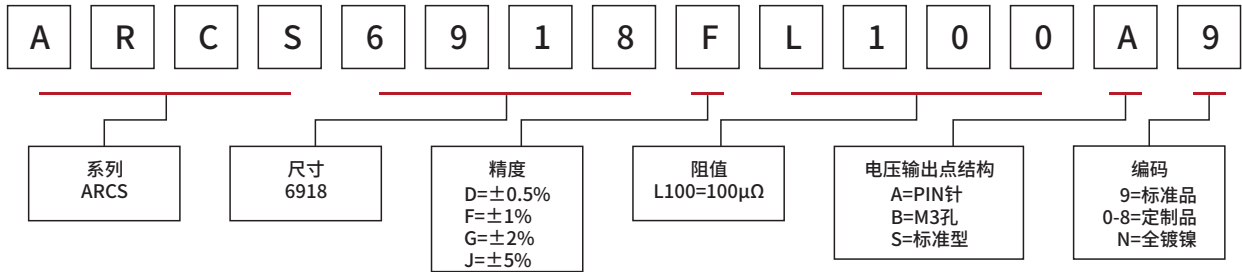 A R C S 6 9 1 8 F L 1 0 0 A 9
系列
ARCS
尺寸
6918
精度
D=±0.5%
F=±1%
G=±2%
J=±5%
阻值
L100=100μΩ
电压输出点结构
A=PIN针
B=M3孔
S=标准型
编码
9=标准品
0-8=定制品
N=全镀镍